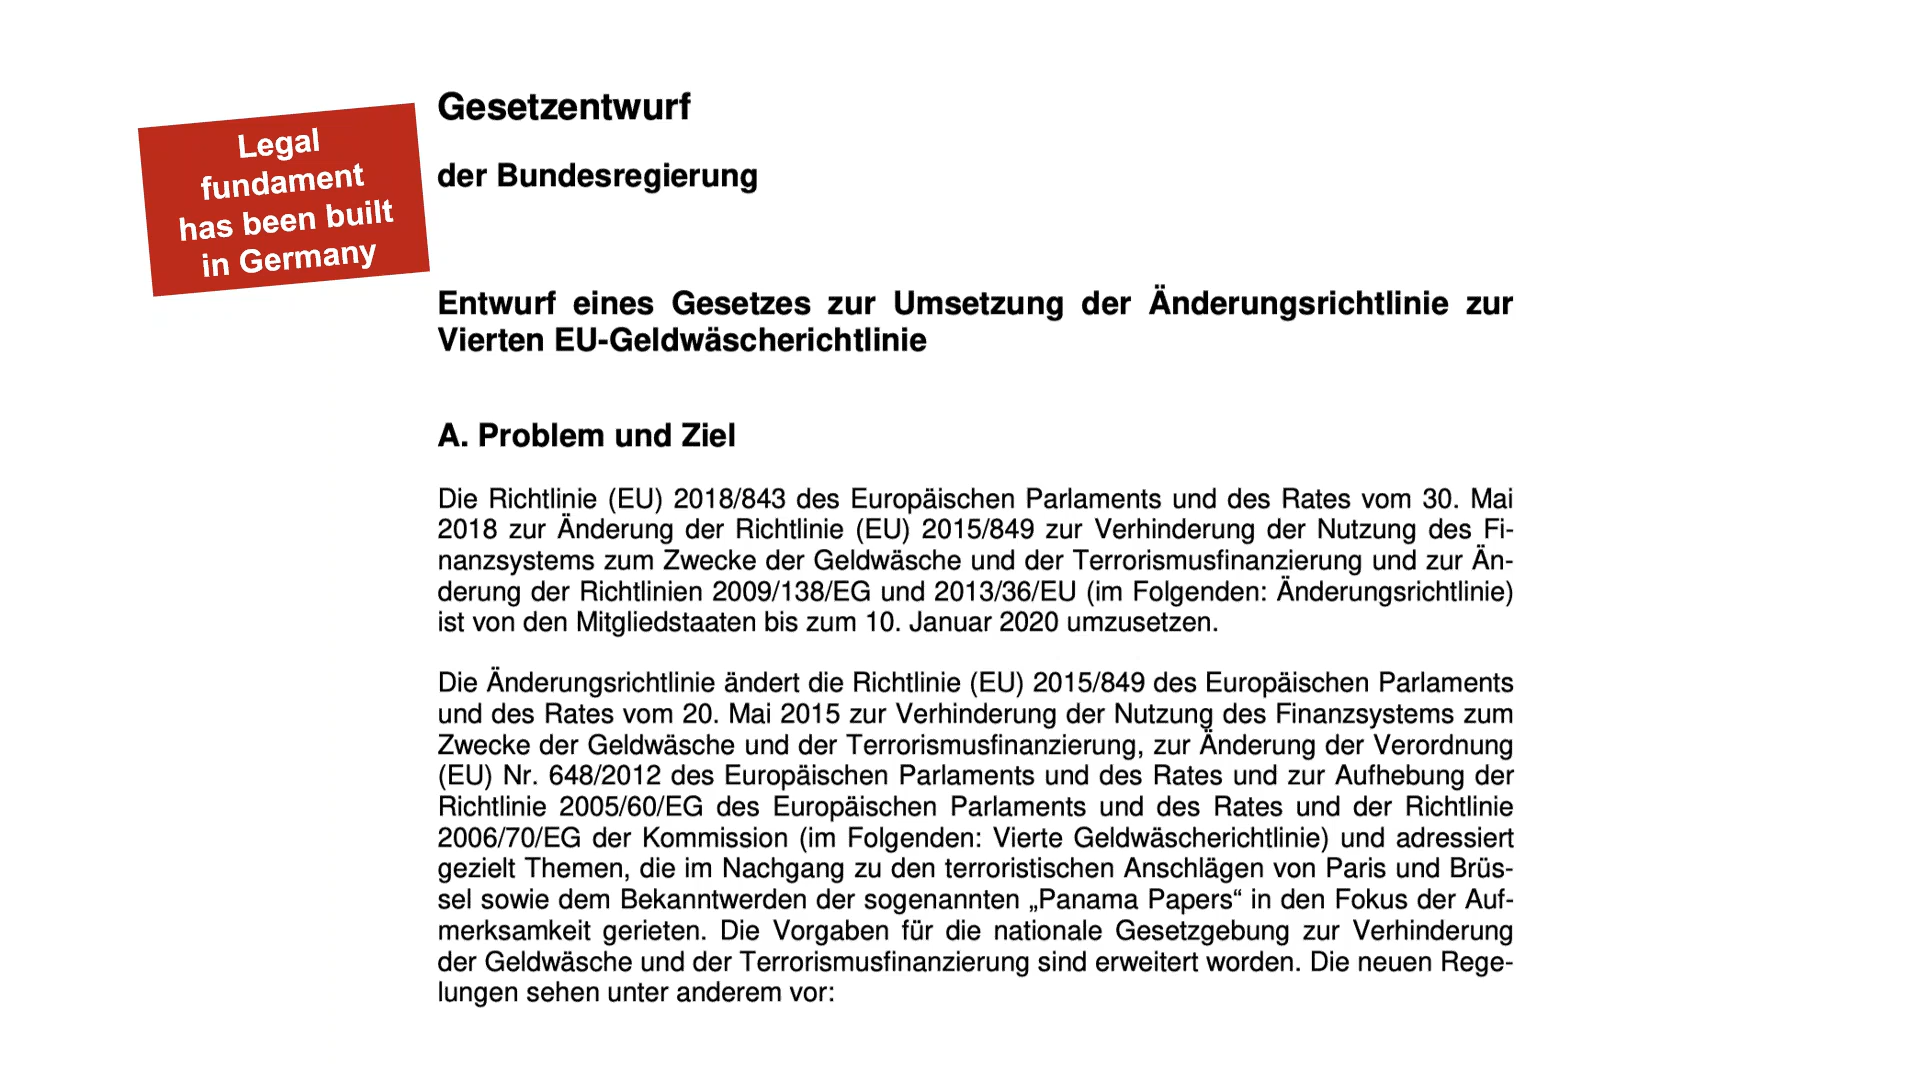 Legal
fundament
has been built
in Germany
Gesetzentwurf
der Bundesregierung
Entwurf eines Gesetzes zur Umsetzung der Änderungsrichtlinie zur
Vierten EU-Geldwäscherichtlinie
A. Problem und Ziel
Die Richtlinie (EU) 2018/843 des Europäischen Parlaments und des Rates vom 30. Mai
2018 zur Änderung der Richtlinie (EU) 2015/849 zur Verhinderung der Nutzung des Fi-
nanzsystems zum Zwecke der Geldwäsche und der Terrorismusfinanzierung und zur Än-
derung der Richtlinien 2009/138/EG und 2013/36/EU (im Folgenden: Änderungsrichtlinie)
ist von den Mitgliedstaaten bis zum 10. Januar 2020 umzusetzen.
Die Änderungsrichtlinie ändert die Richtlinie (EU) 2015/849 des Europäischen Parlaments
und des Rates vom 20. Mai 2015 zur Verhinderung der Nutzung des Finanzsystems zum
Zwecke der Geldwäsche und der Terrorismusfinanzierung, zur Änderung der Verordnung
(EU) Nr. 648/2012 des Europäischen Parlaments und des Rates und zur Aufhebung der
Richtlinie 2005/60/EG des Europäischen Parlaments und des Rates und der Richtlinie
2006/70/EG der Kommission (im Folgenden: Vierte Geldwäscherichtlinie) und adressiert
gezielt Themen, die im Nachgang zu den terroristischen Anschlägen von Paris und Brüs-
sel sowie dem Bekanntwerden der sogenannten „Panama Papers“ in den Fokus der Auf-
merksamkeit gerieten. Die Vorgaben für die nationale Gesetzgebung zur Verhinderung
der Geldwäsche und der Terrorismusfinanzierung sind erweitert worden. Die neuen Rege-
lungen sehen unter anderem vor: